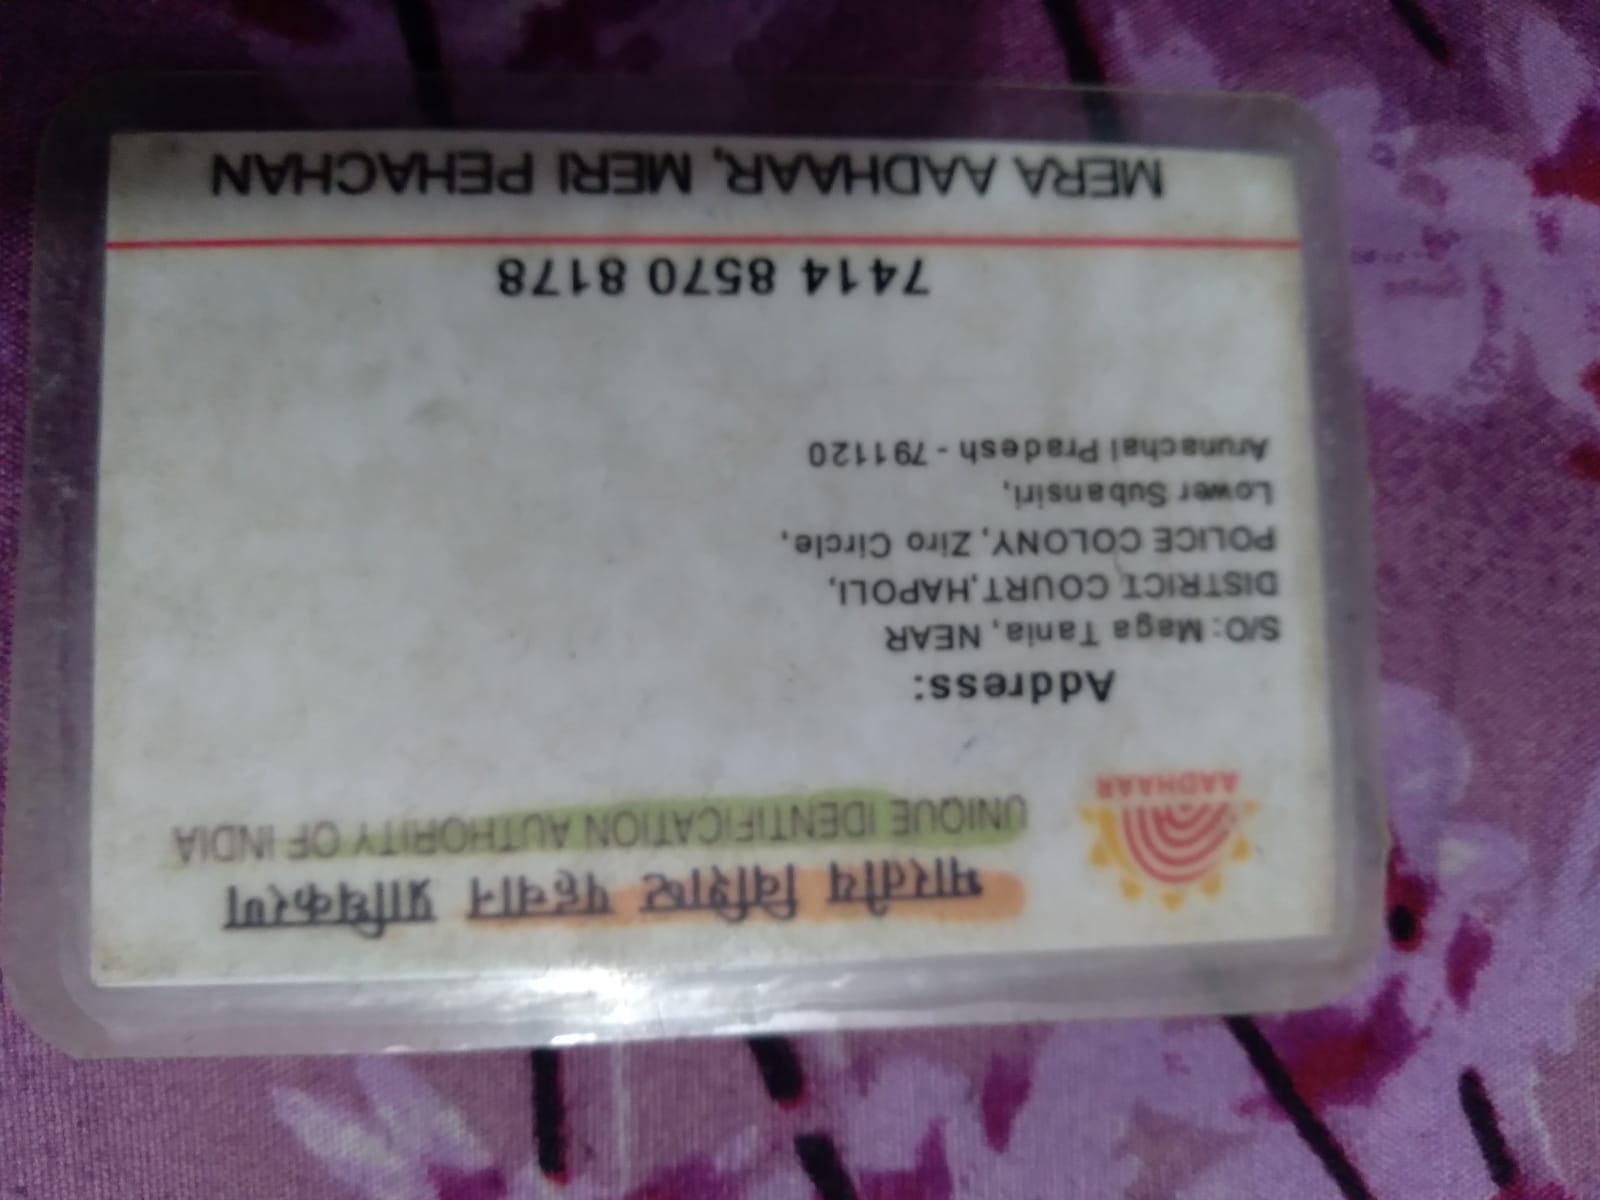 भारतीय विशिष्ट पहचान प्राधिकरण
UNIQUE IDENTIFICATION AUTHORITY OF INDIA
AADHAAR
Address:
S/O: Maga Tania, NEAR
DISTRICT COURT,HAPOLI,
POLICE COLONY, Ziro Circle,
Lower Subansiri,
Arunachal Pradesh - 791120
7414 8570 8178
MERA AADHAAR, MERI PEHACHAN